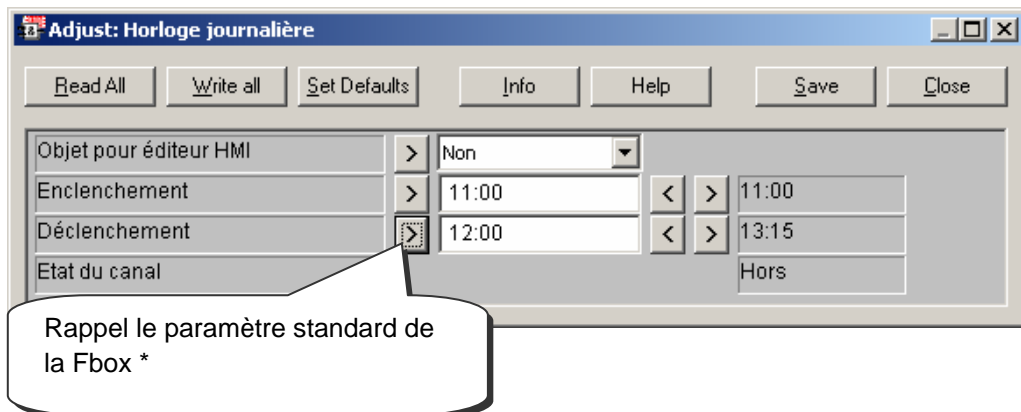 Adjust: Horloge journalière
Read All Write all Set Defaults Info Help Save Close
Objet pour éditeur HMI > Non
Enclenchement > 11:00 < > 11:00
Déclenchement > 12:00 < > 13:15
Etat du canal Hors
Rappel le paramètre standard de
la Fbox *